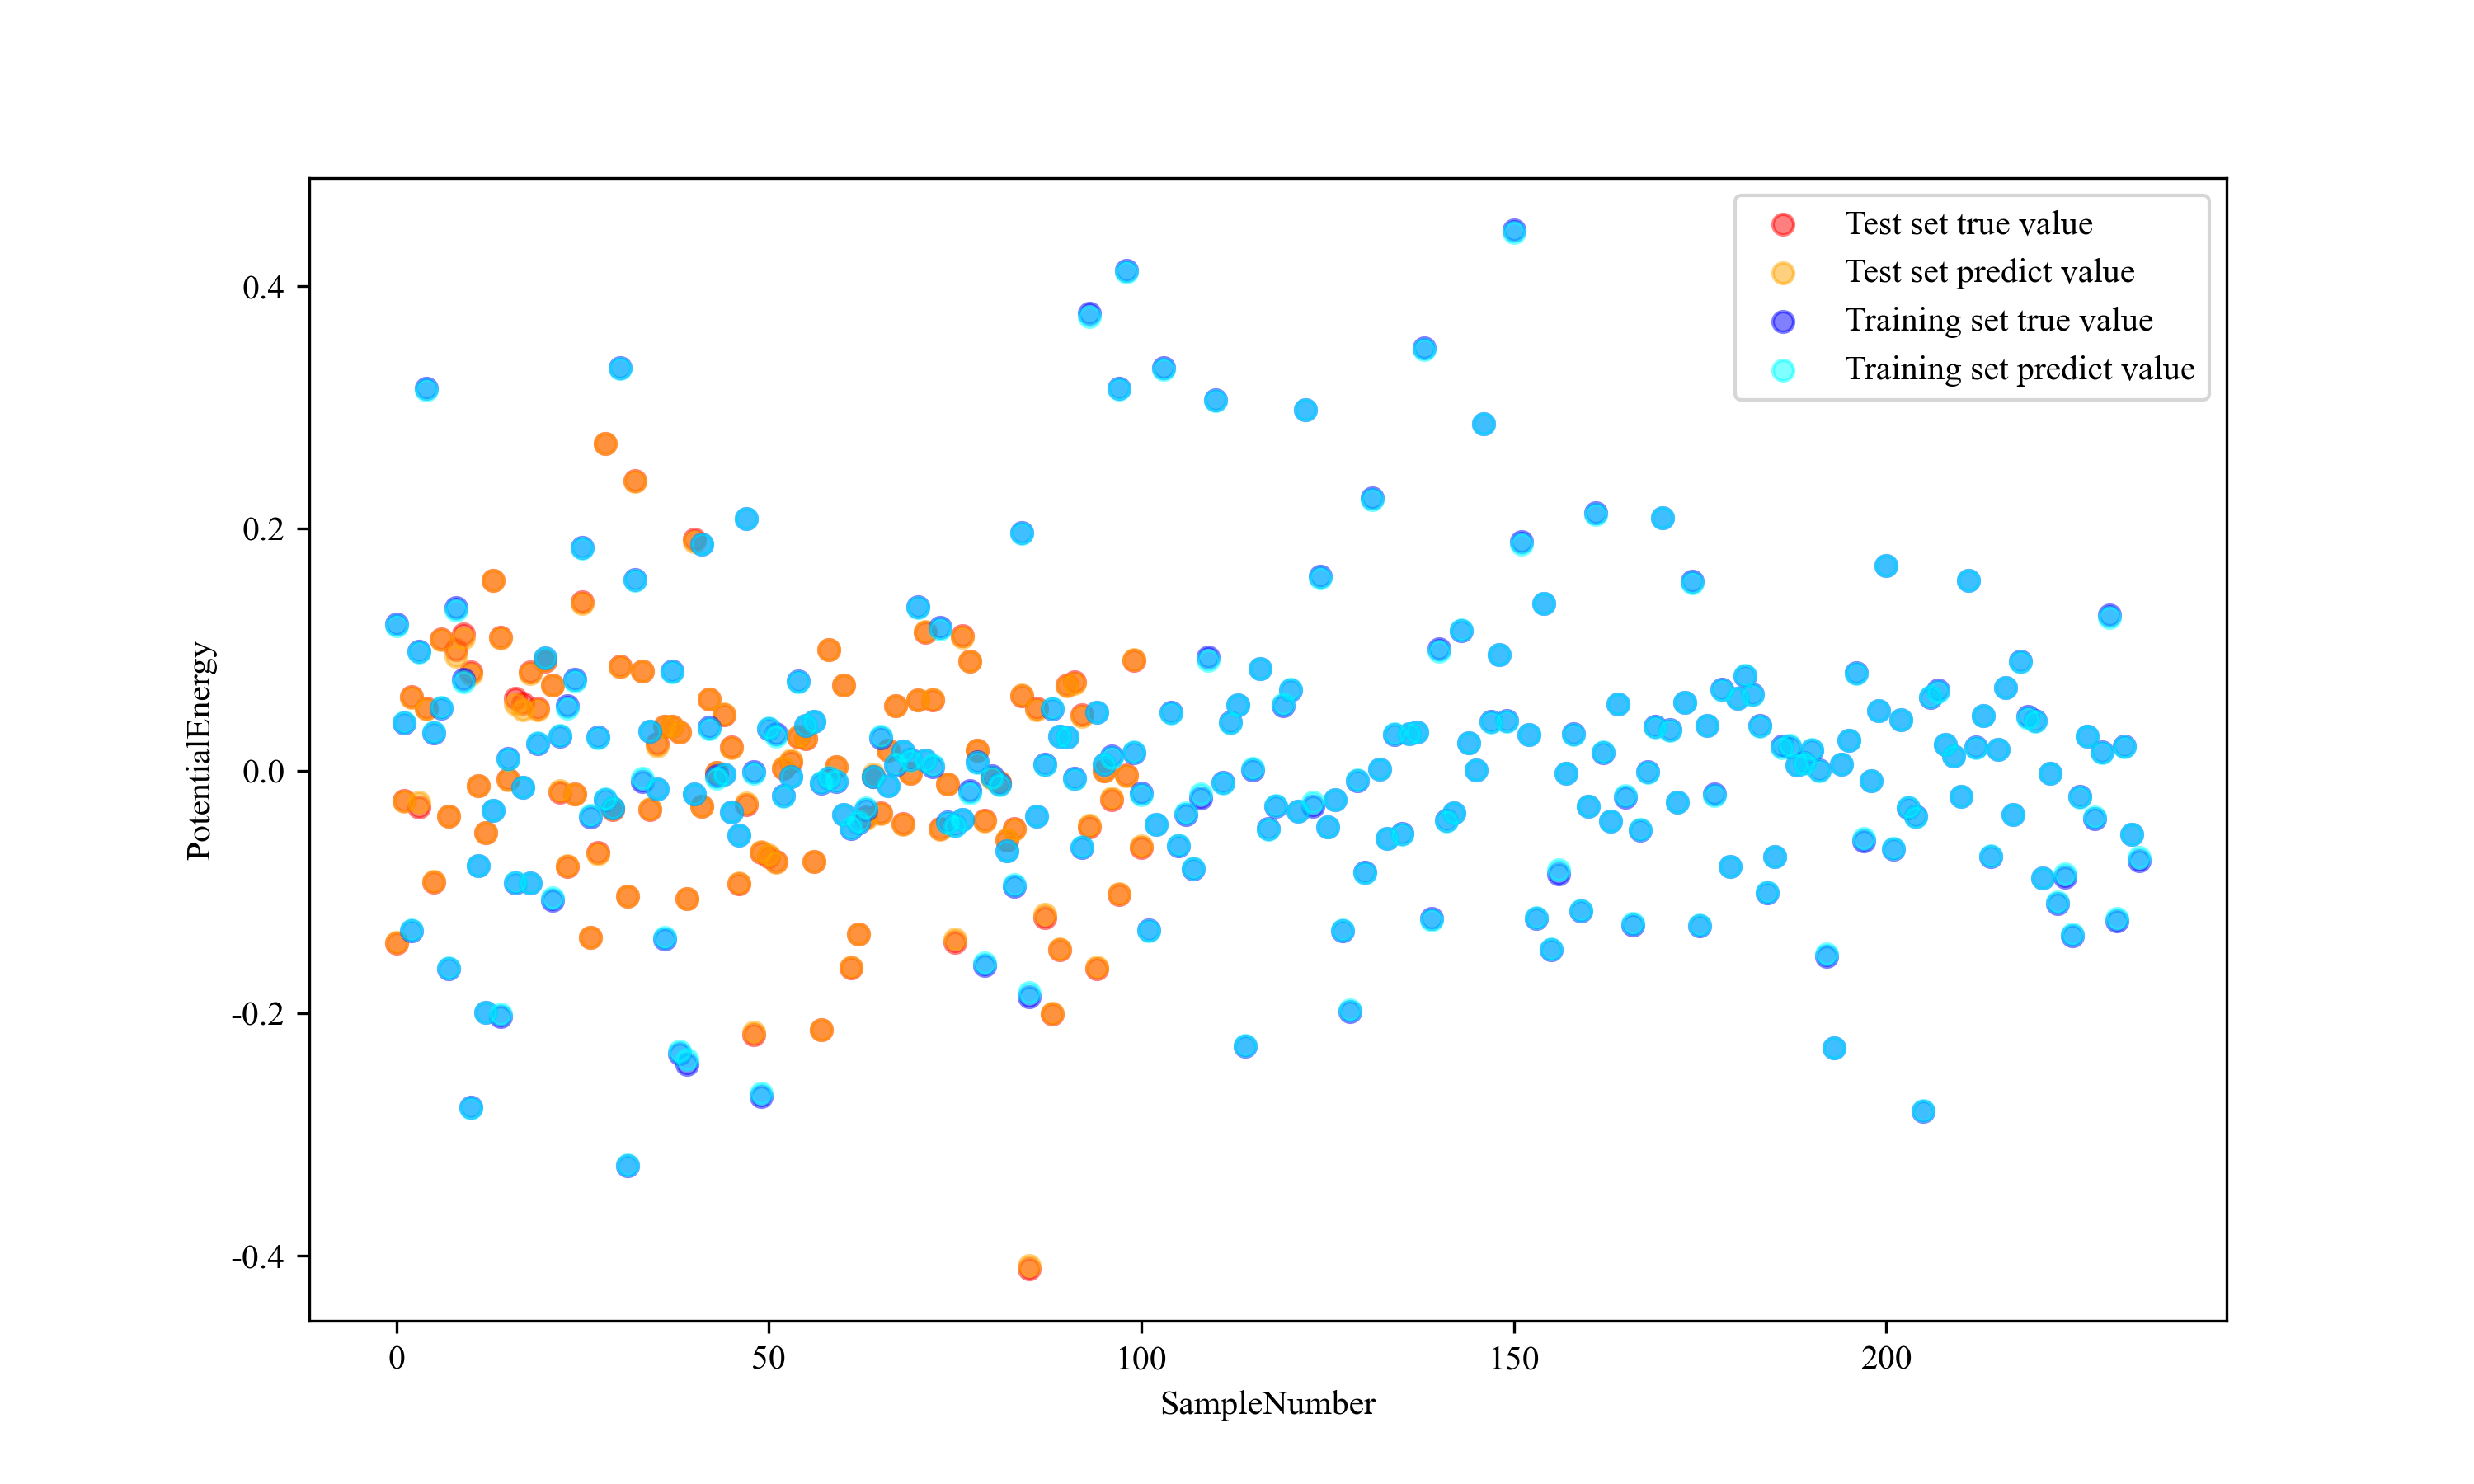 Test set true value
Test set predict value
Training set true value
Training set predict value
0.4
0.2
0.0
-0.2
-0.4
PotentialEnergy
0
50
100
150
200
SampleNumber